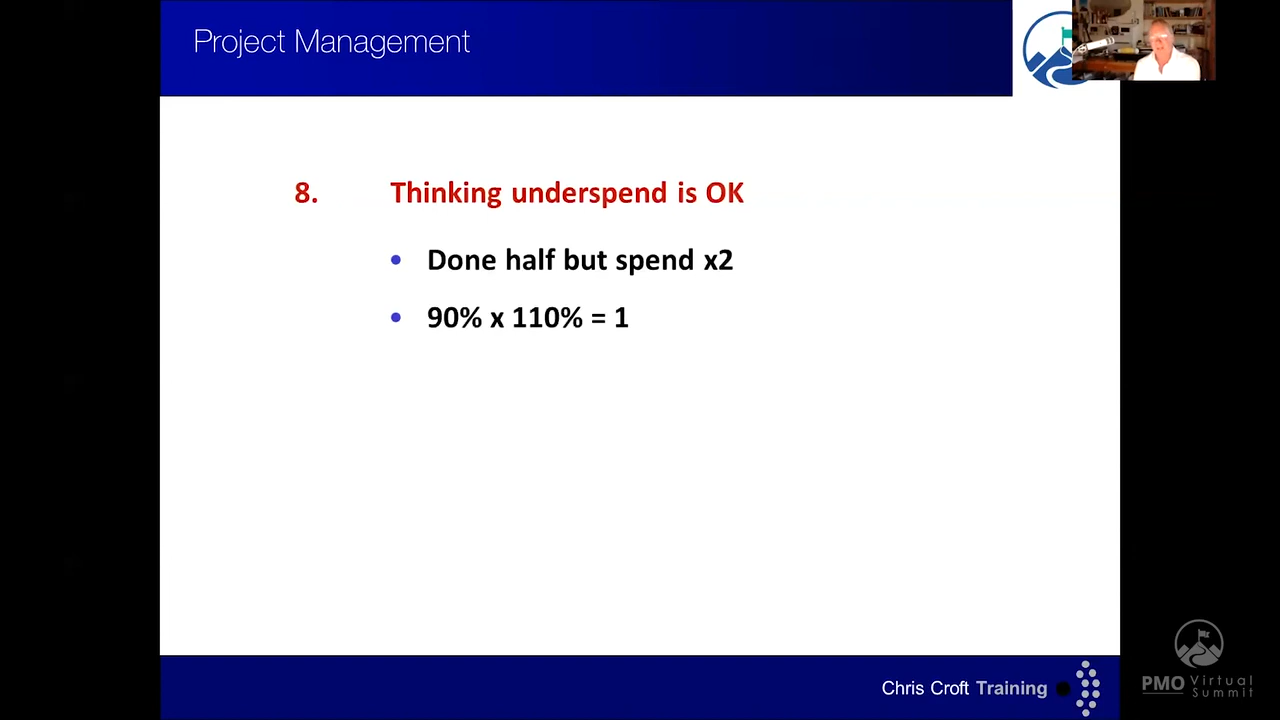 Project Management
8. Thinking underspend is OK
• Done half but spend x2
• 90% x 110% = 1
Chris Croft Training
PMO Virtual Summit